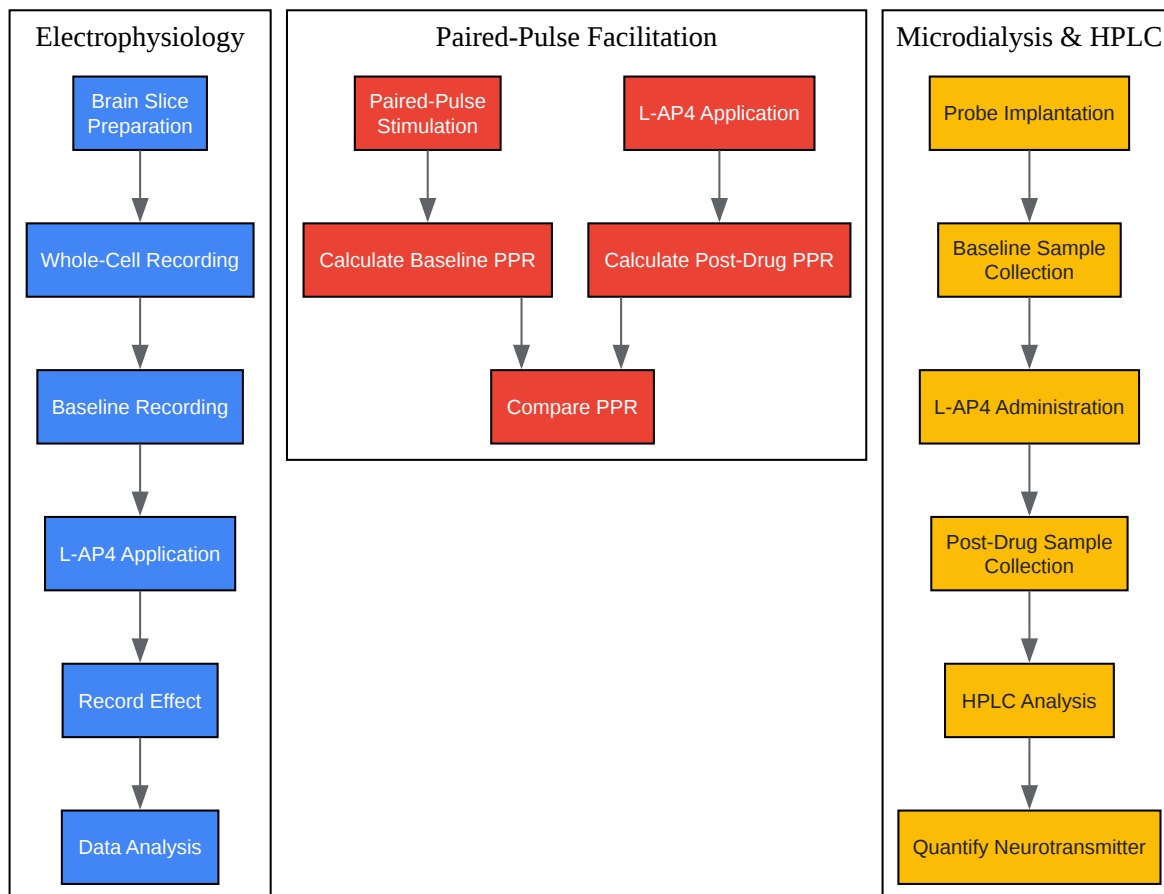 Electrophysiology
Brain Slice
Preparation
Whole-Cell Recording
Baseline Recording
L-AP4 Application
Record Effect
Data Analysis
Paired-Pulse Facilitation
Paired-Pulse
Stimulation
L-AP4 Application
Calculate Baseline PPR
Calculate Post-Drug PPR
Compare PPR
Microdialysis & HPLC
Probe Implantation
Baseline Sample
Collection
L-AP4 Administration
Post-Drug Sample
Collection
HPLC Analysis
Quantify Neurotransmitter